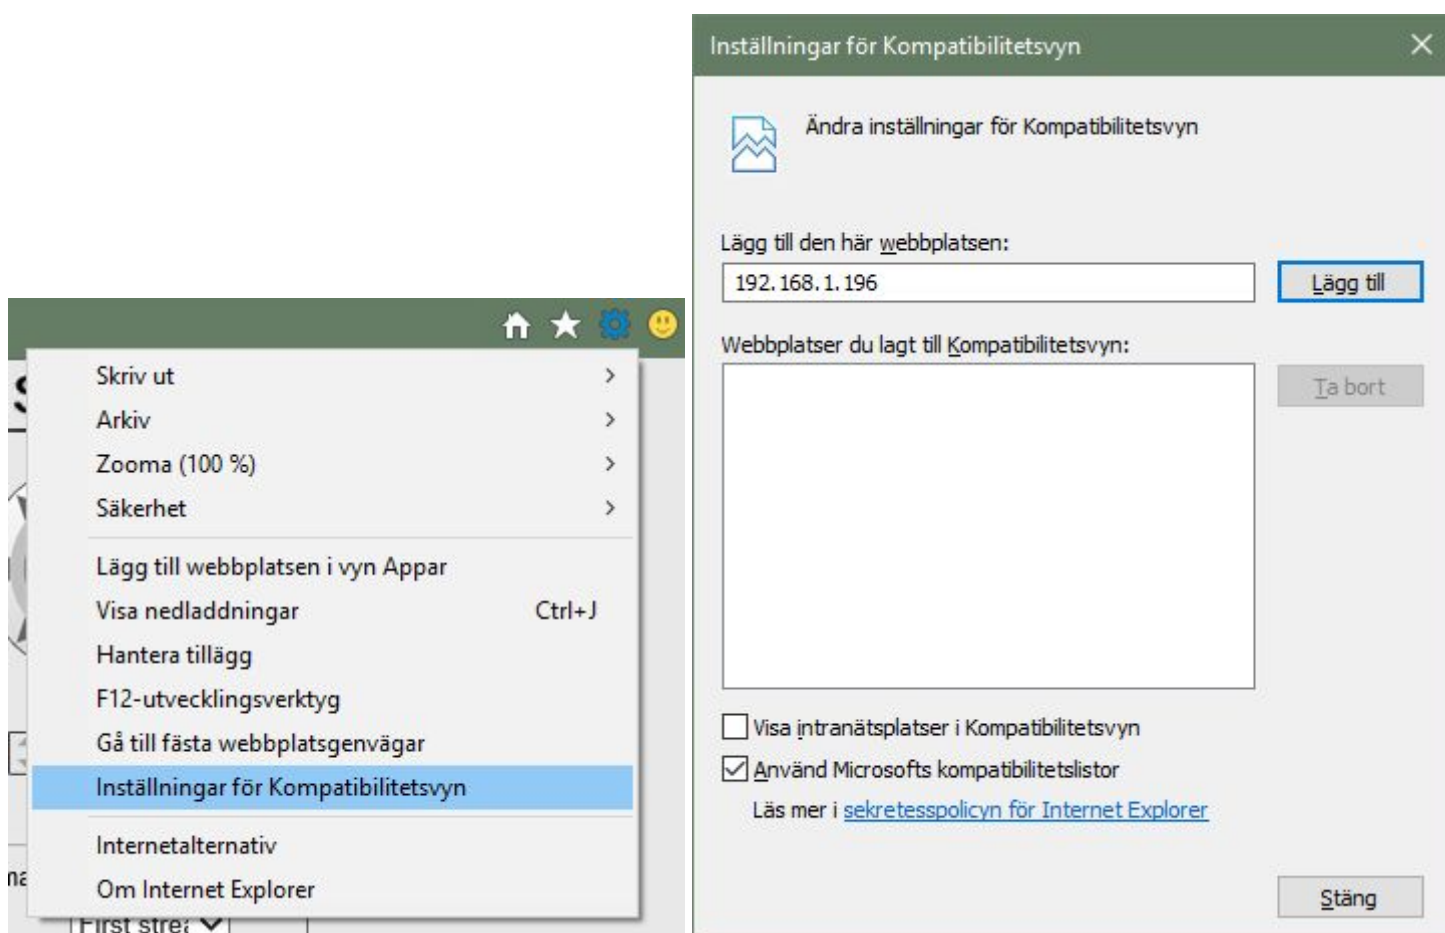 Skriv ut
Arkiv
Zooma (100 %)
Säkerhet
Lägg till webbplatsen i vyn Appar
Visa nedladdningar Ctrl+J
Hantera tillägg
F12-utvecklingsverktyg
Gå till fästa webbplatsgenvägar
Inställningar för Kompatibilitetsvyn
Internetalternativ
Om Internet Explorer
First
Inställningar för Kompatibilitetsvyn
Ändra inställningar för Kompatibilitetsvyn
Lägg till den här webbplatsen:
192.168.1.196
Lägg till
Webbplatser du lagt till Kompatibilitetsvyn:
Ta bort
Visa intranätsplatser i Kompatibilitetsvyn
Använd Microsofts kompatibilitetslistor
Läs mer i sekretesspolicyn för Internet Explorer
Stäng